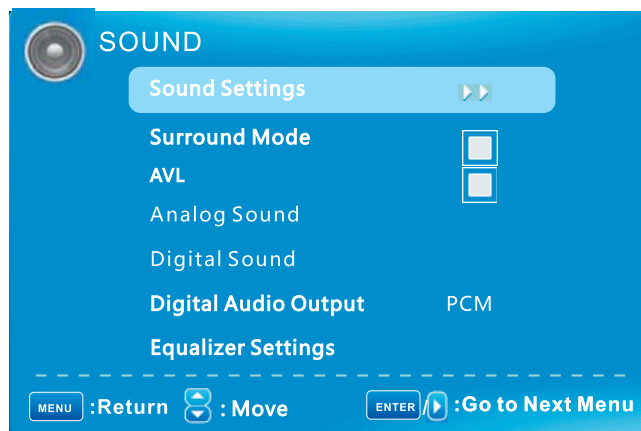 SOUND
Sound Settings
Surround Mode
AVL
Analog Sound
Digital Sound
Digital Audio Output PCM
Equalizer Settings
MENU :Return : Move ENTER / :Go to Next Menu